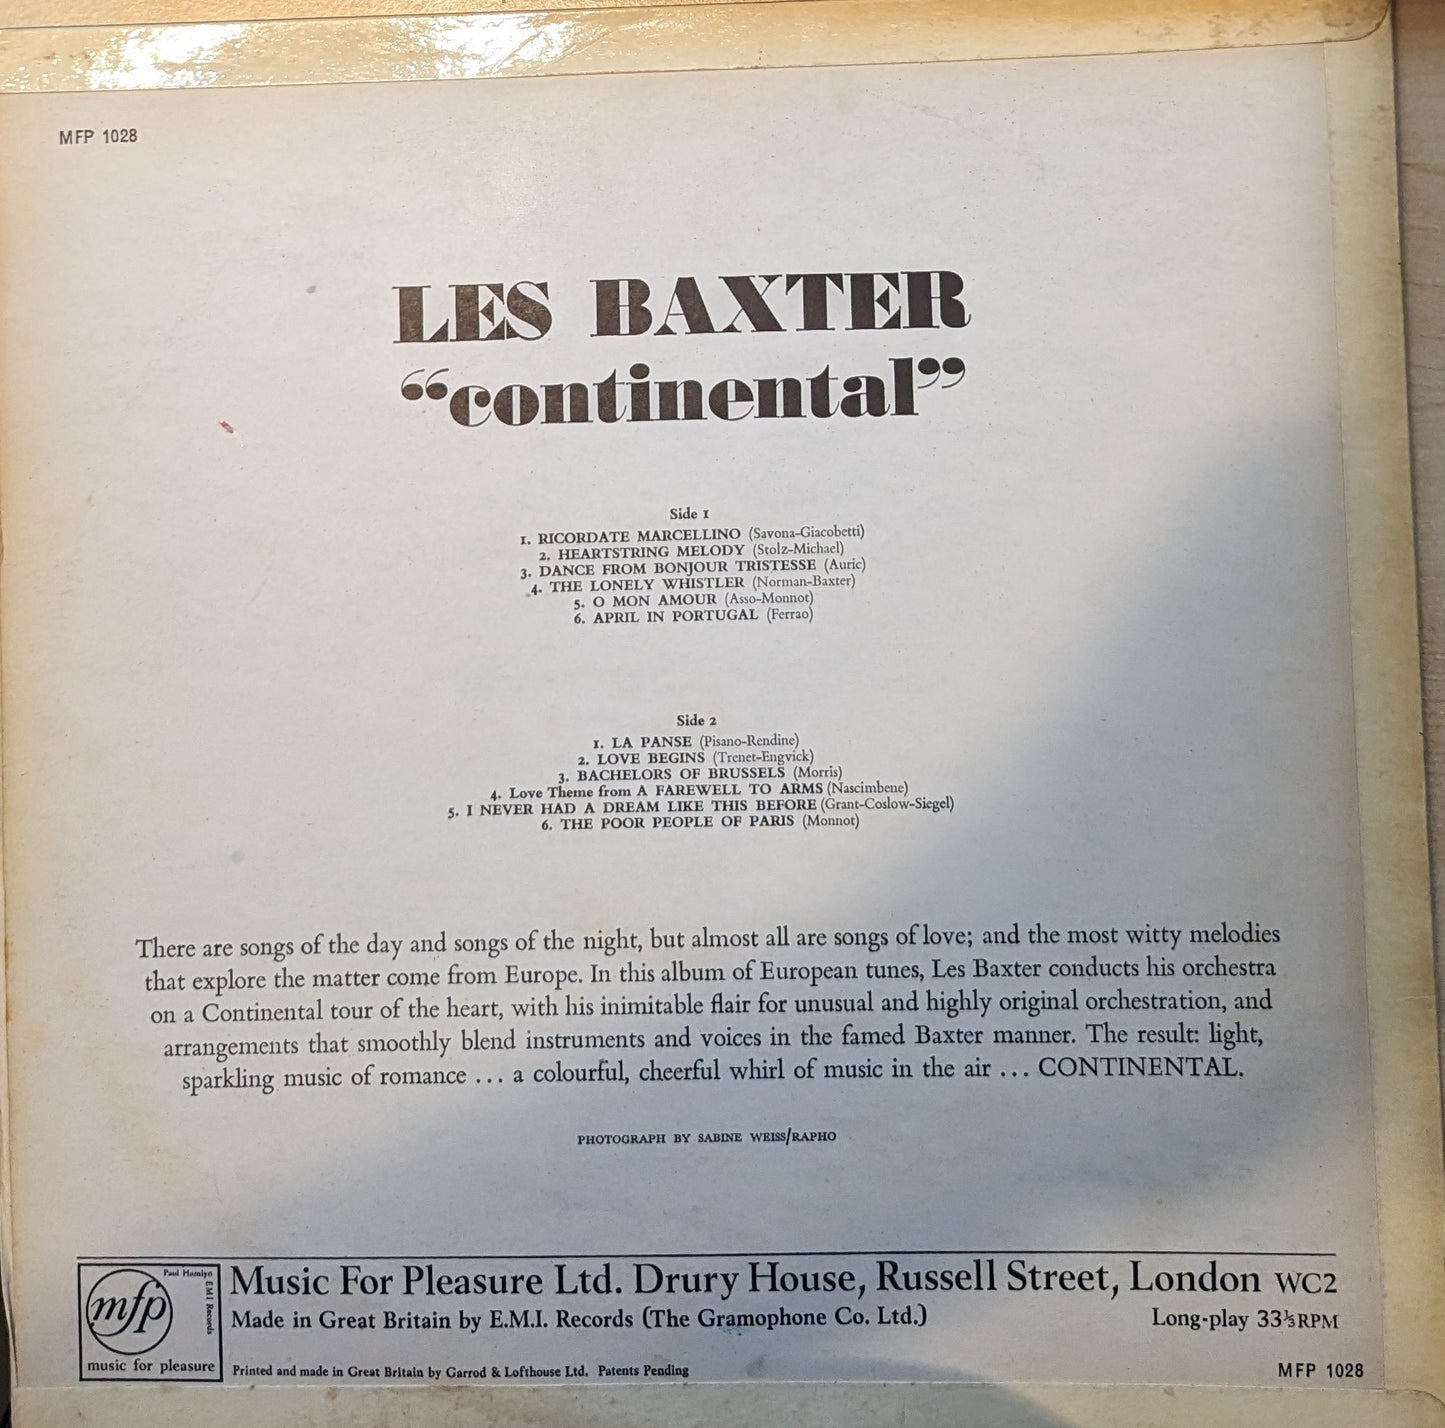 MFP 1028
LES BAXTER
“continental”
Side 1
1. RICORDATE MARCELLINO (Savona-Giacobetti)
2. HEARTSTRING MELODY (Stolz-Michael)
3. DANCE FROM BONJOUR TRISTESSE (Auric)
4. THE LONELY WHISTLER (Norman-Baxter)
5. O MON AMOUR (Asso-Monnot)
6. APRIL IN PORTUGAL (Ferrao)
Side 2
1. LA PANSE (Pisano-Rendine)
2. LOVE BEGINS (Trenet-Engvick)
3. BACHELORS OF BRUSSELS (Morris)
4. Love Theme from A FAREWELL TO ARMS (Nascimbene)
5. I NEVER HAD A DREAM LIKE THIS BEFORE (Grant-Coslow-Siegel)
6. THE POOR PEOPLE OF PARIS (Monnot)
There are songs of the day and songs of the night, but almost all are songs of love; and the most witty melodies
that explore the matter come from Europe. In this album of European tunes, Les Baxter conducts his orchestra
on a Continental tour of the heart, with his inimitable flair for unusual and highly original orchestration, and
arrangements that smoothly blend instruments and voices in the famed Baxter manner. The result: light,
sparkling music of romance ... a colourful, cheerful whirl of music in the air ... CONTINENTAL.
PHOTOGRAPH BY SABINE WEISS/RAPHO
Paul Hamlyn
EMI Records
mfp
music for pleasure
Music For Pleasure Ltd. Drury House, Russell Street, London WC2
Made in Great Britain by E.M.I. Records (The Gramophone Co. Ltd.)
Long-play 33⅓ RPM
Printed and made in Great Britain by Garrod & Lofthouse Ltd. Patents Pending
MFP 1028